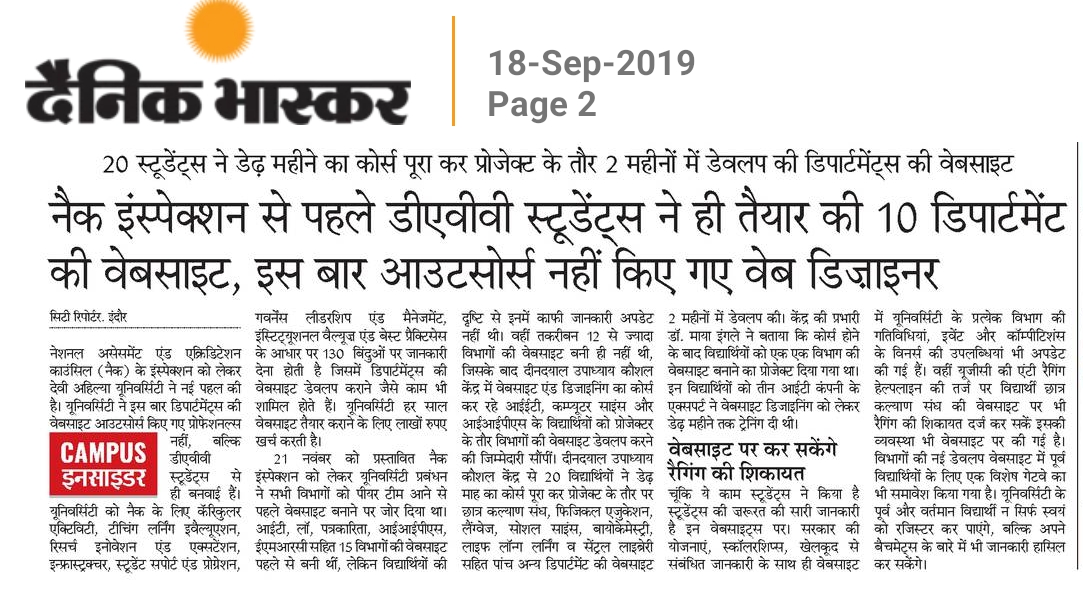 दैनिक भास्कर
18-Sep-2019
Page 2
20 स्टूडेंट्स ने डेढ़ महीने का कोर्स पूरा कर प्रोजेक्ट के तौर 2 महीनों में डेवलप की डिपार्टमेंट्स की वेबसाइट
नैक इंस्पेक्शन से पहले डीएवीवी स्टूडेंट्स ने ही तैयार की 10 डिपार्टमेंट
की वेबसाइट, इस बार आउटसोर्स नहीं किए गए वेब डिज़ाइनर
सिटी रिपोर्टर. इंदौर
नेशनल असेसमेंट एंड एक्रिडिटेशन
काउंसिल (नैक) के इंस्पेक्शन को लेकर
देवी अहिल्या यूनिवर्सिटी ने नई पहल की
है। यूनिवर्सिटी ने इस बार डिपार्टमेंट्स की
वेबसाइट आउटसोर्स किए गए प्रोफेशनल्स
CAMPUS
इनसाइडर
नहीं, बल्कि
डीएवीवी
स्टूडेंट्स से
ही बनवाई हैं।
यूनिवर्सिटी को नैक के लिए कॅरिकुलर
एक्टिविटी, टीचिंग लर्निंग इवैल्यूएशन,
रिसर्च इनोवेशन एंड एक्सटेंशन,
इन्फ्रास्ट्रक्चर, स्टूडेंट सपोर्ट एंड प्रोग्रेशन,
गवर्नेंस लीडरशिप एंड मैनेजमेंट,
इंस्टिट्यूशनल वैल्यूज एंड बेस्ट प्रैक्टिसेस
के आधार पर 130 बिंदुओं पर जानकारी
देना होती है जिसमें डिपार्टमेंट्स की
वेबसाइट डेवलप कराने जैसे काम भी
शामिल होते हैं। यूनिवर्सिटी हर साल
वेबसाइट तैयार कराने के लिए लाखों रुपए
खर्च करती है।
21 नवंबर को प्रस्तावित नैक
इंस्पेक्शन को लेकर यूनिवर्सिटी प्रबंधन
ने सभी विभागों को पीयर टीम आने से
पहले वेबसाइट बनाने पर जोर दिया था।
आईटी, लॉ, पत्रकारिता, आईआईपीएस,
ईएमआरसी सहित 15 विभागों की वेबसाइट
पहले से बनी थीं, लेकिन विद्यार्थियों की
दृष्टि से इनमें काफी जानकारी अपडेट
नहीं थी। वहीं तकरीबन 12 से ज्यादा
विभागों की वेबसाइट बनी ही नहीं थी,
जिसके बाद दीनदयाल उपाध्याय कौशल
केंद्र में वेबसाइट एंड डिजाइनिंग का कोर्स
कर रहे आईईटी, कम्प्यूटर साइंस और
आईआईपीएस के विद्यार्थियों को प्रोजेक्टर
के तौर विभागों की वेबसाइट डेवलप करने
की जिम्मेदारी सौंपीं। दीनदयाल उपाध्याय
कौशल केंद्र से 20 विद्यार्थियों ने डेढ़
माह का कोर्स पूरा कर प्रोजेक्ट के तौर पर
छात्र कल्याण संघ, फिजिकल एजुकेशन,
लैंग्वेज, सोशल साइंस, बायोकेमेस्ट्री,
लाइफ लॉन्ग लर्निंग व सेंट्रल लाइब्रेरी
सहित पांच अन्य डिपार्टमेंट की वेबसाइट
2 महीनों में डेवलप की। केंद्र की प्रभारी
डॉ. माया इंगले ने बताया कि कोर्स होने
के बाद विद्यार्थियों को एक एक विभाग की
वेबसाइट बनाने का प्रोजेक्ट दिया गया था।
इन विद्यार्थियों को तीन आईटी कंपनी के
एक्सपर्ट ने वेबसाइट डिजाइनिंग को लेकर
डेढ़ महीने तक ट्रेनिंग दी थी।
वेबसाइट पर कर सकेंगे
रैगिंग की शिकायत
चूंकि ये काम स्टूडेंट्स ने किया है
स्टूडेंट्स की ज़रूरत की सारी जानकारी
है इन वेबसाइट्स पर। सरकार की
योजनाएं, स्कॉलरशिप्स, खेलकूद से
संबंधित जानकारी के साथ ही वेबसाइट
में यूनिवर्सिटी के प्रत्येक विभाग की
गतिविधियां, इवेंट और कॉम्पीटिशंस
के विनर्स की उपलब्धियां भी अपडेट
की गई हैं। वहीं यूजीसी की एंटी रैगिंग
हेल्पलाइन की तर्ज पर विद्यार्थी छात्र
कल्याण संघ की वेबसाइट पर भी
रैगिंग की शिकायत दर्ज कर सकें इसकी
व्यवस्था भी वेबसाइट पर की गई है।
विभागों की नई डेवलप वेबसाइट में पूर्व
विद्यार्थियों के लिए एक विशेष गेटवे का
भी समावेश किया गया है। यूनिवर्सिटी के
पूर्व और वर्तमान विद्यार्थी न सिर्फ स्वयं
को रजिस्टर कर पाएंगे, बल्कि अपने
बैचमेट्स के बारे में भी जानकारी हासिल
कर सकेंगे।